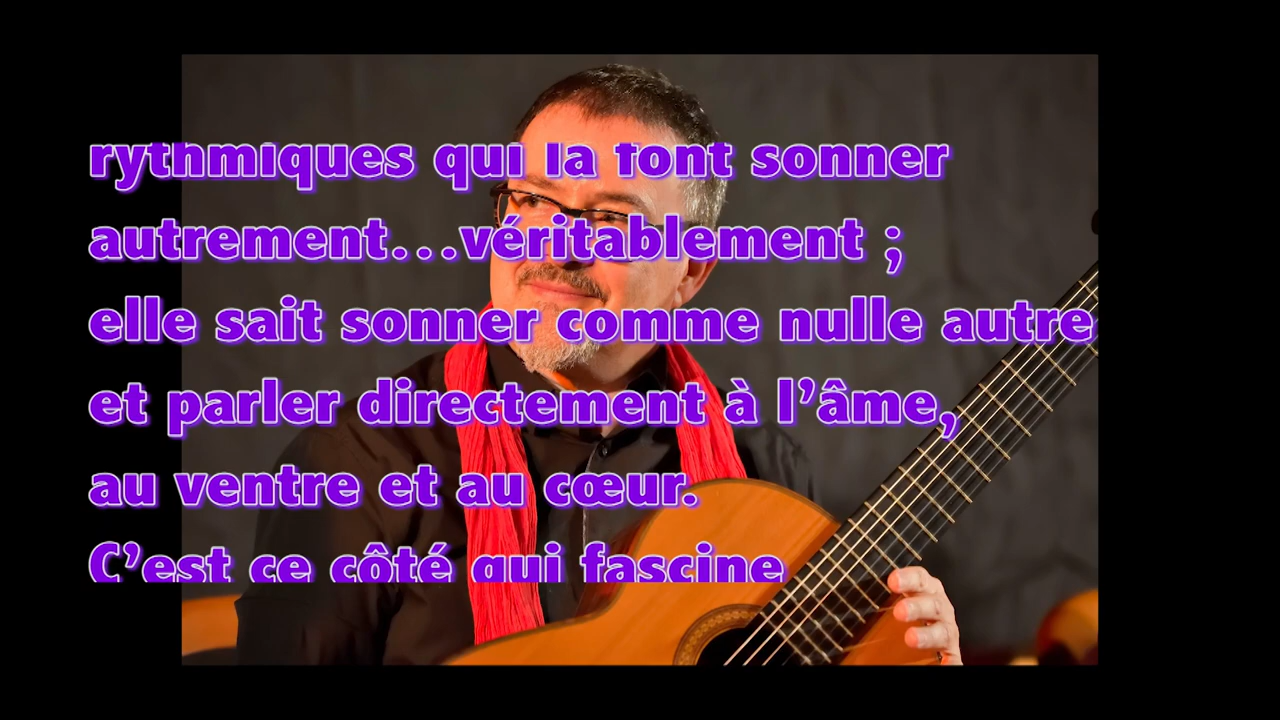 rythmiques qui la font sonner
autrement...véritablement ;
elle sait sonner comme nulle autre
et parler directement à l’âme,
au ventre et au cœur.
C’est ce côté qui fascine